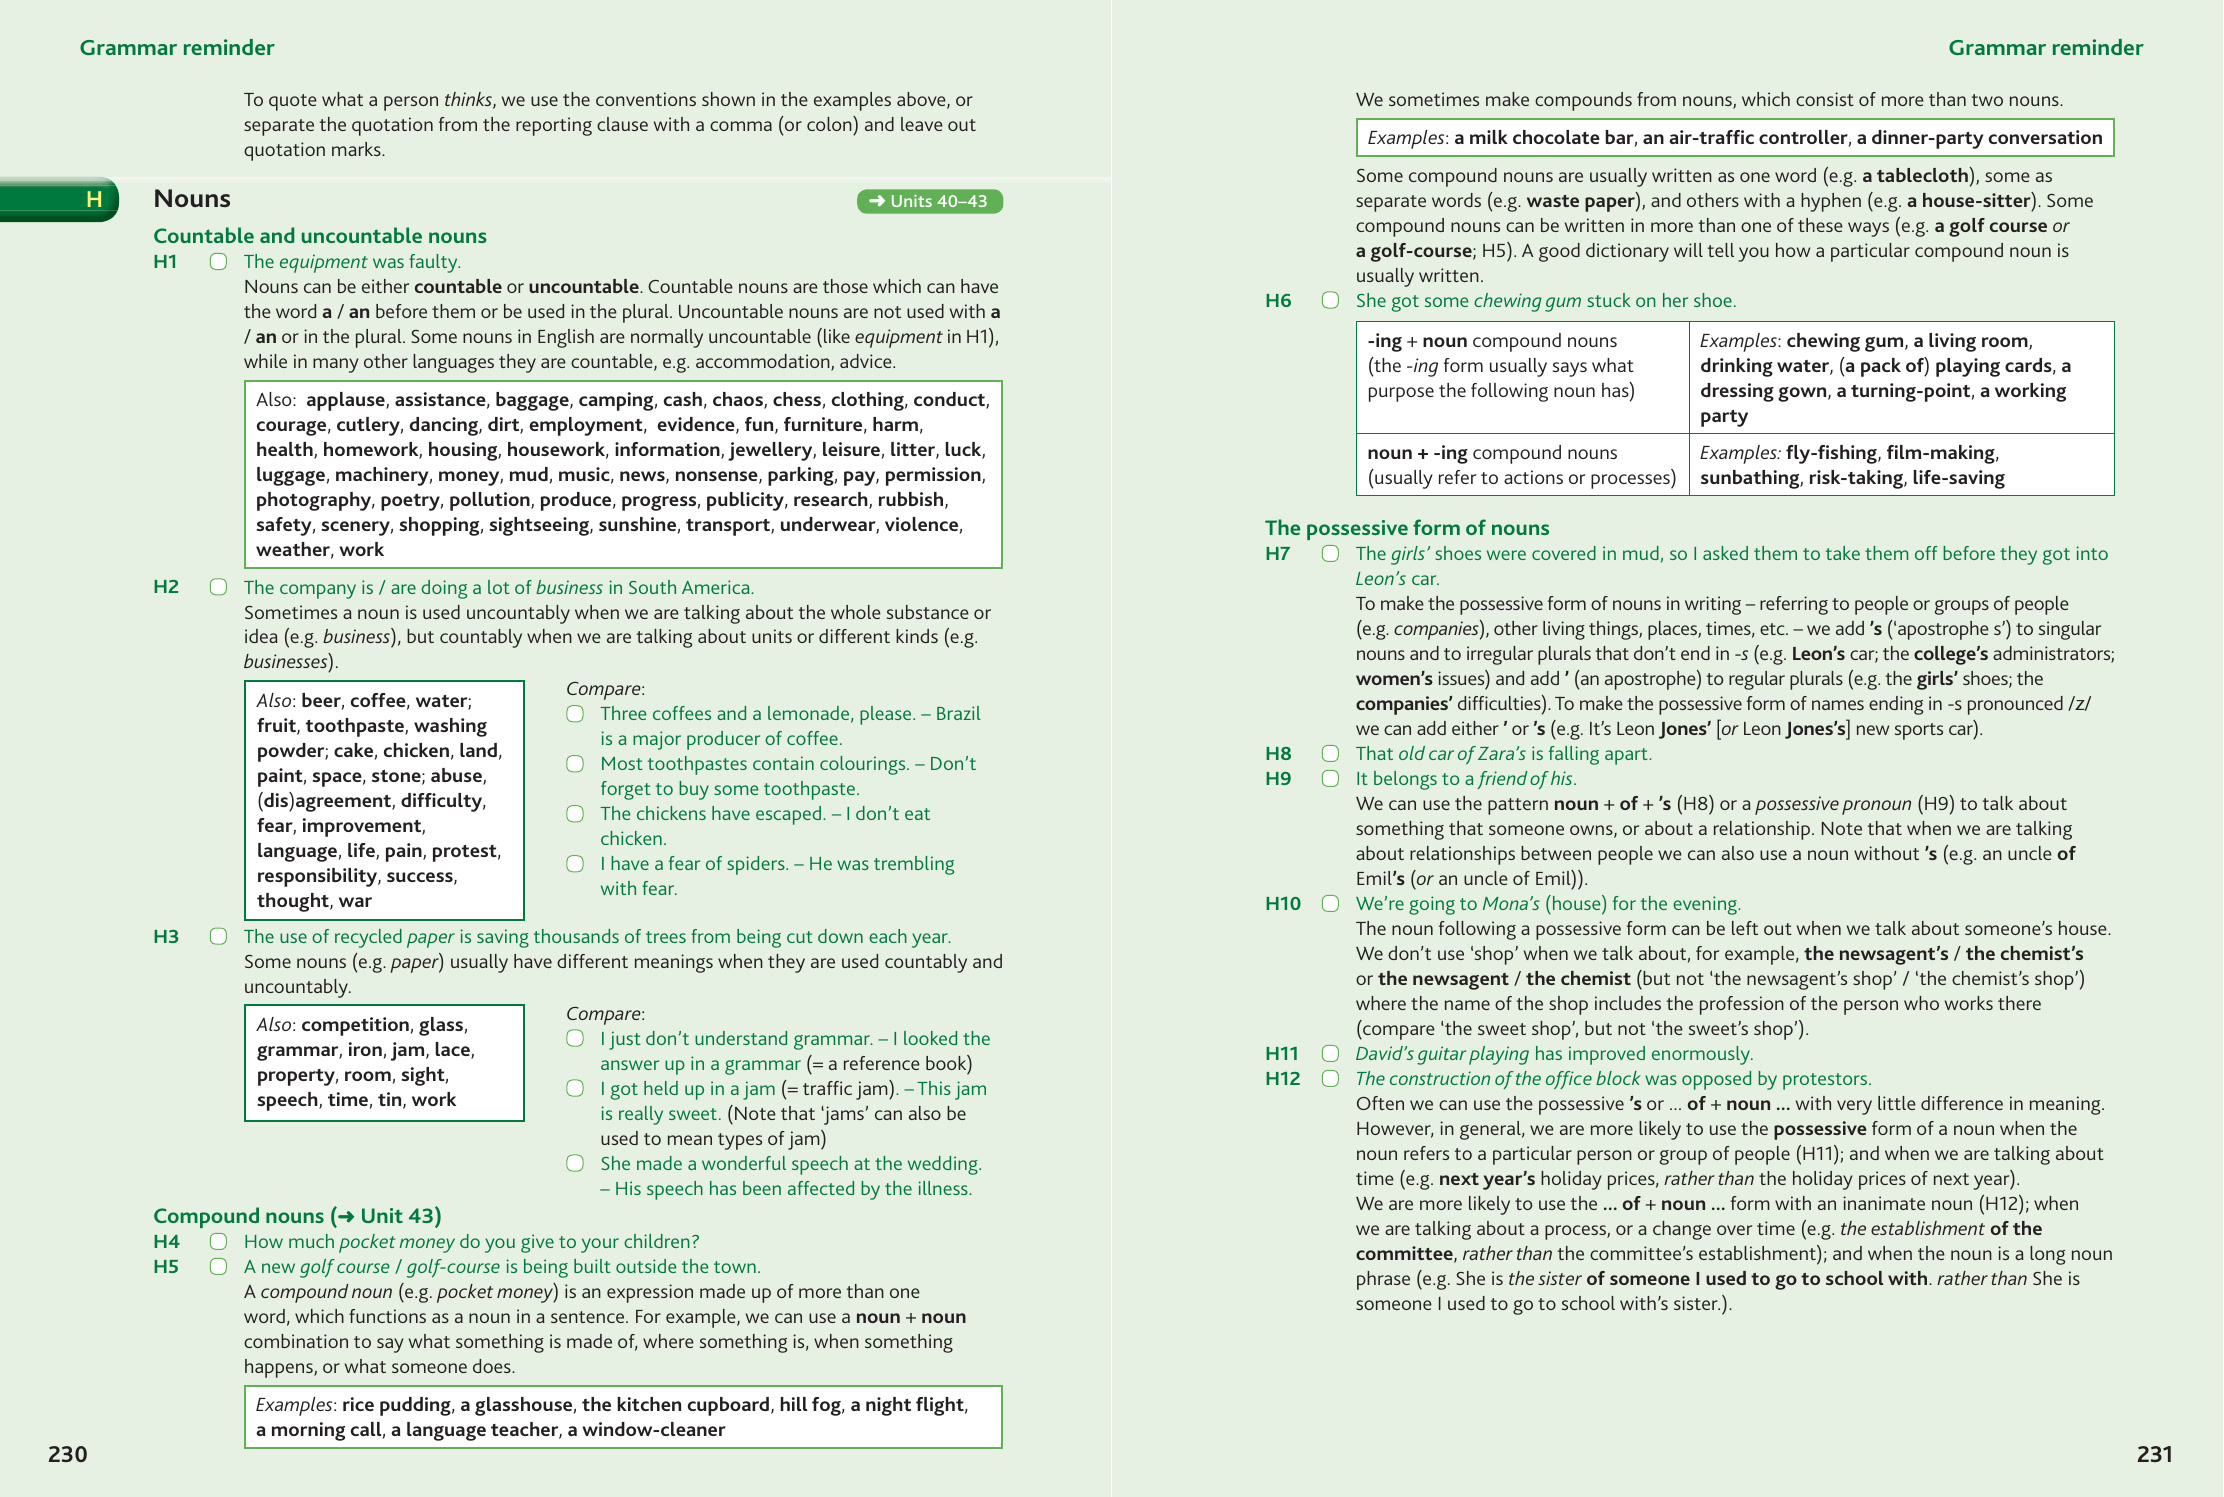 Grammar reminder
To quote what a person thinks, we use the conventions shown in the examples above, or
separate the quotation from the reporting clause with a comma (or colon) and leave out
quotation marks.
H
Nouns
➜ Units 40–43
Countable and uncountable nouns
H1 The equipment was faulty.
Nouns can be either countable or uncountable. Countable nouns are those which can have
the word a / an before them or be used in the plural. Uncountable nouns are not used with a
/ an or in the plural. Some nouns in English are normally uncountable (like equipment in H1),
while in many other languages they are countable, e.g. accommodation, advice.
Also: applause, assistance, baggage, camping, cash, chaos, chess, clothing, conduct,
courage, cutlery, dancing, dirt, employment, evidence, fun, furniture, harm,
health, homework, housing, housework, information, jewellery, leisure, litter, luck,
luggage, machinery, money, mud, music, news, nonsense, parking, pay, permission,
photography, poetry, pollution, produce, progress, publicity, research, rubbish,
safety, scenery, shopping, sightseeing, sunshine, transport, underwear, violence,
weather, work
H2 The company is / are doing a lot of business in South America.
Sometimes a noun is used uncountably when we are talking about the whole substance or
idea (e.g. business), but countably when we are talking about units or different kinds (e.g.
businesses).
Also: beer, coffee, water;
fruit, toothpaste, washing
powder; cake, chicken, land,
paint, space, stone; abuse,
(dis)agreement, difficulty,
fear, improvement,
language, life, pain, protest,
responsibility, success,
thought, war
Compare:
Three coffees and a lemonade, please. – Brazil
is a major producer of coffee.
Most toothpastes contain colourings. – Don’t
forget to buy some toothpaste.
The chickens have escaped. – I don’t eat
chicken.
I have a fear of spiders. – He was trembling
with fear.
H3 The use of recycled paper is saving thousands of trees from being cut down each year.
Some nouns (e.g. paper) usually have different meanings when they are used countably and
uncountably.
Also: competition, glass,
grammar, iron, jam, lace,
property, room, sight,
speech, time, tin, work
Compare:
I just don’t understand grammar. – I looked the
answer up in a grammar (= a reference book)
I got held up in a jam (= traffic jam). – This jam
is really sweet. (Note that ‘jams’ can also be
used to mean types of jam)
She made a wonderful speech at the wedding.
– His speech has been affected by the illness.
Compound nouns (➜ Unit 43)
H4 How much pocket money do you give to your children?
H5 A new golf course / golf-course is being built outside the town.
A compound noun (e.g. pocket money) is an expression made up of more than one
word, which functions as a noun in a sentence. For example, we can use a noun + noun
combination to say what something is made of, where something is, when something
happens, or what someone does.
Examples: rice pudding, a glasshouse, the kitchen cupboard, hill fog, a night flight,
a morning call, a language teacher, a window-cleaner
230
Grammar reminder
We sometimes make compounds from nouns, which consist of more than two nouns.
Examples: a milk chocolate bar, an air-traffic controller, a dinner-party conversation
Some compound nouns are usually written as one word (e.g. a tablecloth), some as
separate words (e.g. waste paper), and others with a hyphen (e.g. a house-sitter). Some
compound nouns can be written in more than one of these ways (e.g. a golf course or
a golf-course; H5). A good dictionary will tell you how a particular compound noun is
usually written.
H6 She got some chewing gum stuck on her shoe.
-ing + noun compound nouns
(the -ing form usually says what
purpose the following noun has)
Examples: chewing gum, a living room,
drinking water, (a pack of) playing cards, a
dressing gown, a turning-point, a working
party
noun + -ing compound nouns
(usually refer to actions or processes)
Examples: fly-fishing, film-making,
sunbathing, risk-taking, life-saving
The possessive form of nouns
H7 The girls’ shoes were covered in mud, so I asked them to take them off before they got into
Leon’s car.
To make the possessive form of nouns in writing – referring to people or groups of people
(e.g. companies), other living things, places, times, etc. – we add ’s (‘apostrophe s’) to singular
nouns and to irregular plurals that don’t end in -s (e.g. Leon’s car; the college’s administrators;
women’s issues) and add ’ (an apostrophe) to regular plurals (e.g. the girls’ shoes; the
companies’ difficulties). To make the possessive form of names ending in -s pronounced /z/
we can add either ’ or ’s (e.g. It’s Leon Jones’ [or Leon Jones’s] new sports car).
H8 That old car of Zara’s is falling apart.
H9 It belongs to a friend of his.
We can use the pattern noun + of + ’s (H8) or a possessive pronoun (H9) to talk about
something that someone owns, or about a relationship. Note that when we are talking
about relationships between people we can also use a noun without ’s (e.g. an uncle of
Emil’s (or an uncle of Emil)).
H10 We’re going to Mona’s (house) for the evening.
The noun following a possessive form can be left out when we talk about someone’s house.
We don’t use ‘shop’ when we talk about, for example, the newsagent’s / the chemist’s
or the newsagent / the chemist (but not ‘the newsagent’s shop’ / ‘the chemist’s shop’)
where the name of the shop includes the profession of the person who works there
(compare ‘the sweet shop’, but not ‘the sweet’s shop’).
H11 David’s guitar playing has improved enormously.
H12 The construction of the office block was opposed by protestors.
Often we can use the possessive ’s or ... of + noun ... with very little difference in meaning.
However, in general, we are more likely to use the possessive form of a noun when the
noun refers to a particular person or group of people (H11); and when we are talking about
time (e.g. next year’s holiday prices, rather than the holiday prices of next year).
We are more likely to use the ... of + noun ... form with an inanimate noun (H12); when
we are talking about a process, or a change over time (e.g. the establishment of the
committee, rather than the committee’s establishment); and when the noun is a long noun
phrase (e.g. She is the sister of someone I used to go to school with. rather than She is
someone I used to go to school with’s sister.).
231